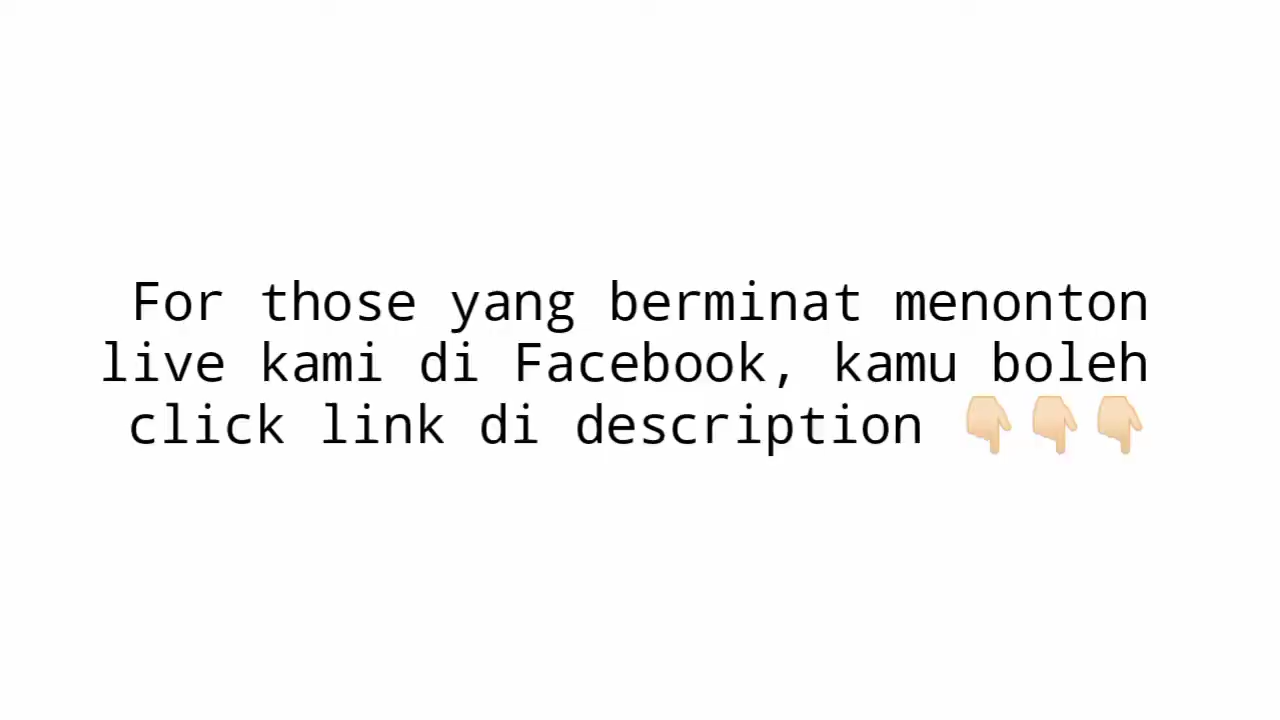 For those yang berminat menonton
live kami di Facebook, kamu boleh
click link di description 👇🏻👇🏻👇🏻